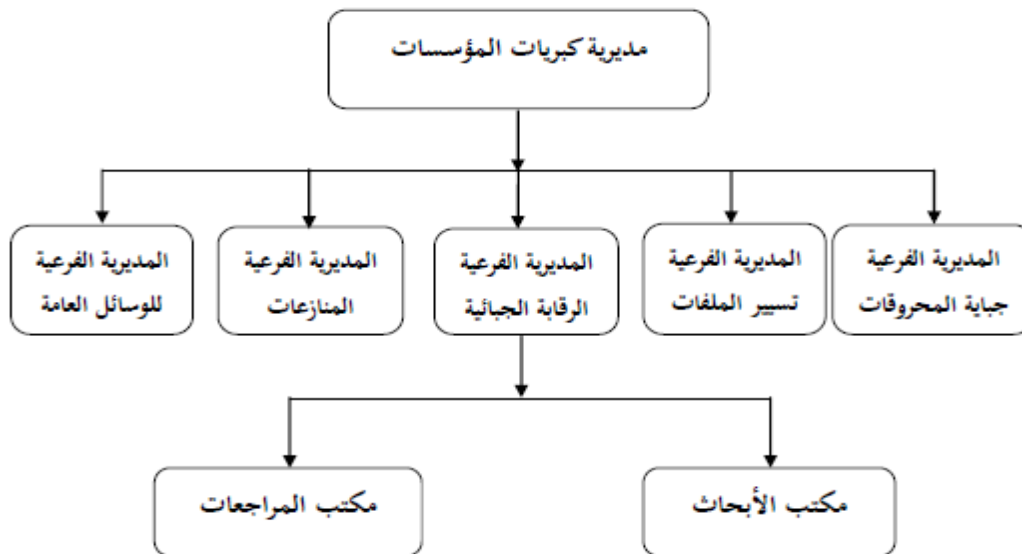 مديرية كبريات المؤسسات
المديرية الفرعية
جباية المحروقات
المديرية الفرعية
تسيير الملفات
المديرية الفرعية
الرقابة الجبائية
المديرية الفرعية
المنازعات
المديرية الفرعية
للوسائل العامة
مكتب الأبحاث
مكتب المراجعات